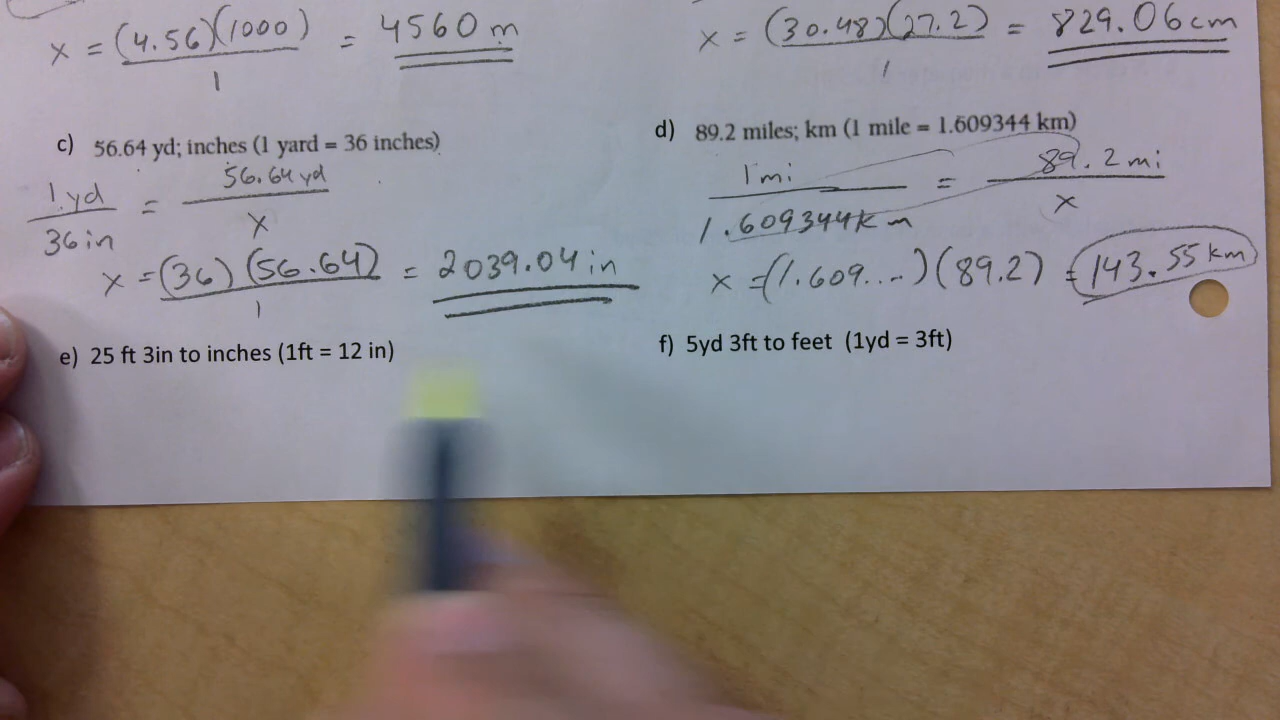 x = (4.56)(1000) / 1 = 4560 m
x = (30.48)(27.2) / 1 = 829.06 cm
c) 56.64 yd; inches (1 yard = 36 inches)
1 yd / 36 in = 56.64 yd / x
x = (36) (56.64) / 1 = 2039.04 in
d) 89.2 miles; km (1 mile = 1.609344 km)
1 mi / 1.609344 km = 89.2 mi / x
x = (1.609...)(89.2) = 143.55 km
e) 25 ft 3in to inches (1ft = 12 in)
f) 5yd 3ft to feet (1yd = 3ft)